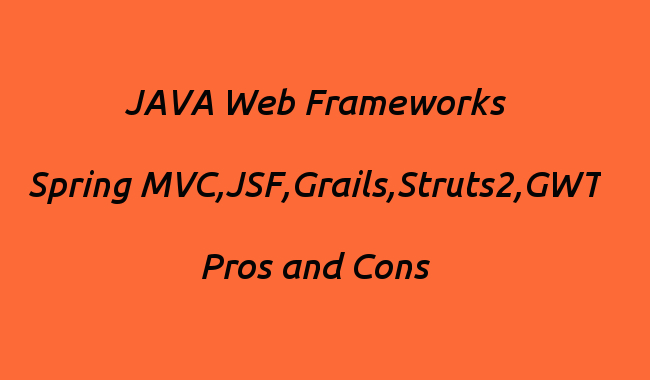 JAVA Web Frameworks
Spring MVC,JSF,Grails,Struts2,GWT
Pros and Cons